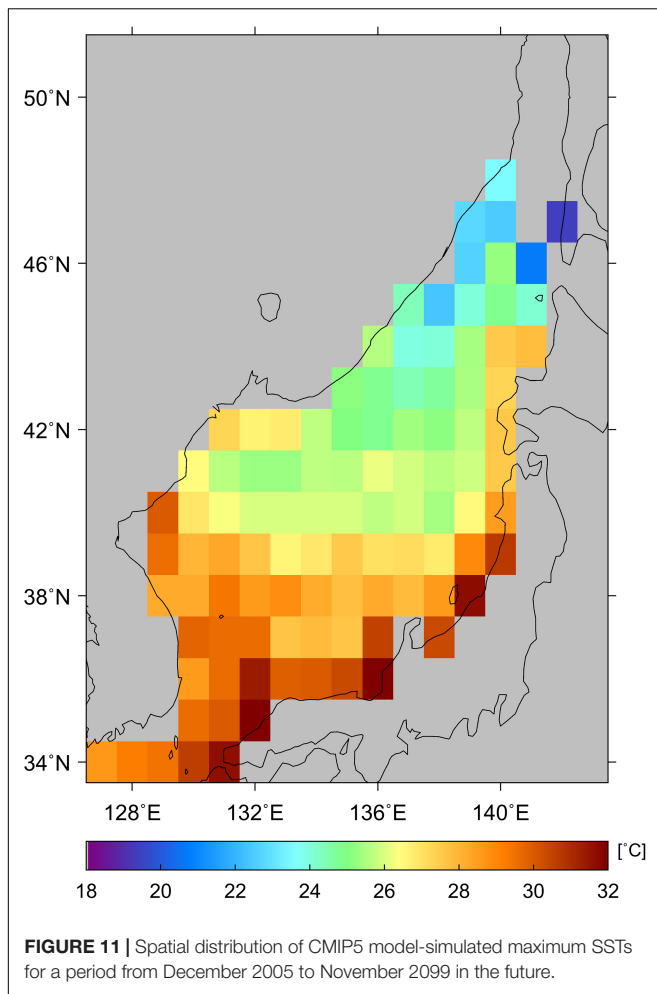 50˚N
46˚N
42˚N
38˚N
34˚N
128˚E 132˚E 136˚E 140˚E
[˚C]
18 20 22 24 26 28 30 32
FIGURE 11 | Spatial distribution of CMIP5 model-simulated maximum SSTs
for a period from December 2005 to November 2099 in the future.